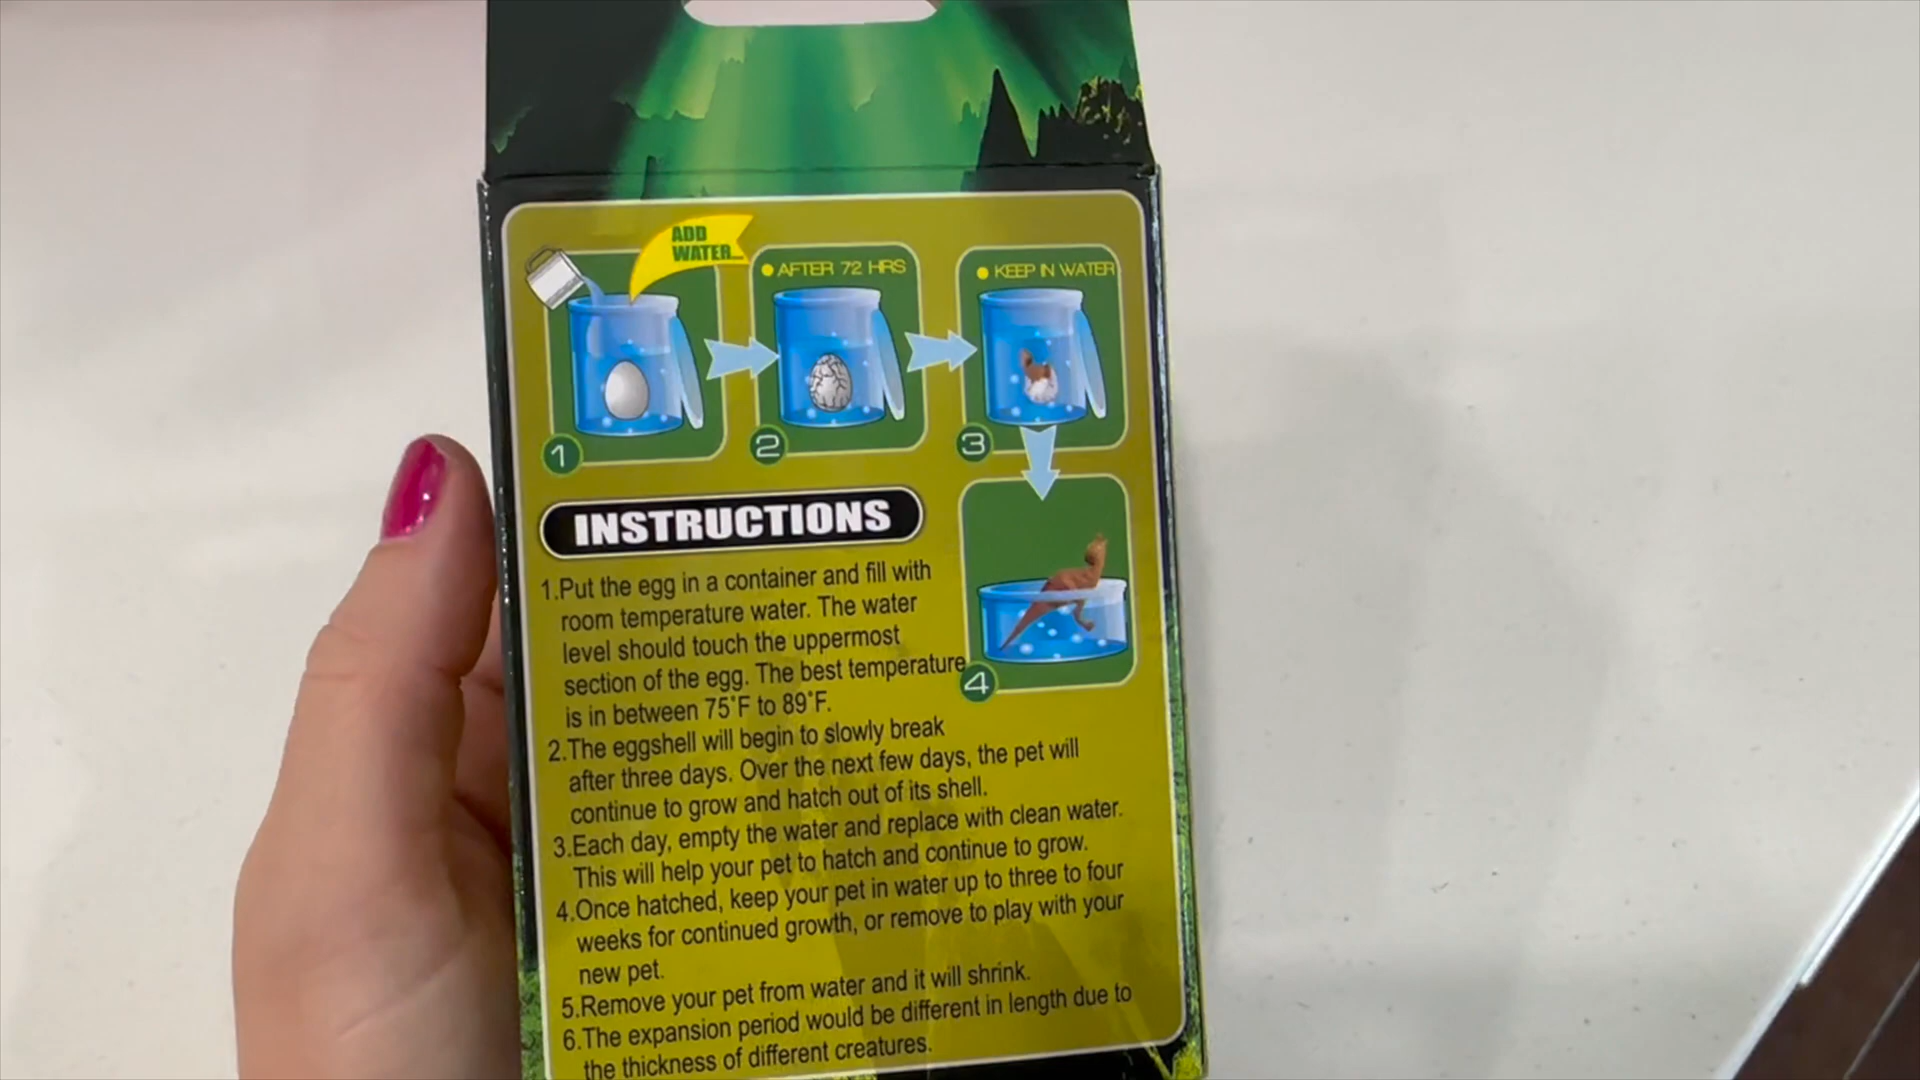 ADD
WATER...
AFTER 72 HRS
KEEP IN WATER
1
2
3
4
INSTRUCTIONS
1.Put the egg in a container and fill with
room temperature water. The water
level should touch the uppermost
section of the egg. The best temperature
is in between 75°F to 89°F.
2.The eggshell will begin to slowly break
after three days. Over the next few days, the pet will
continue to grow and hatch out of its shell.
3.Each day, empty the water and replace with clean water.
This will help your pet to hatch and continue to grow.
4.Once hatched, keep your pet in water up to three to four
weeks for continued growth, or remove to play with your
new pet.
5.Remove your pet from water and it will shrink.
6.The expansion period would be different in length due to
the thickness of different creatures.